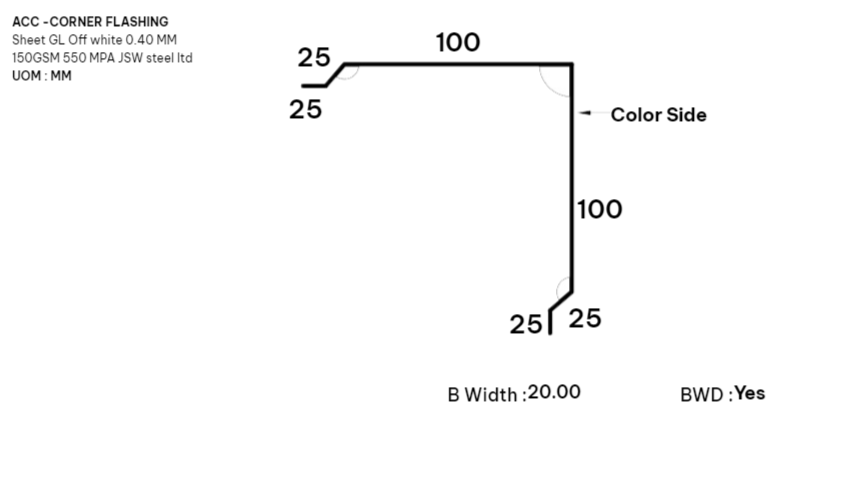 ACC -CORNER FLASHING
Sheet GL Off white 0.40 MM
150GSM 550 MPA JSW steel ltd
UOM : MM
100
25
25
Color Side
100
25
25
B Width :20.00
BWD :Yes